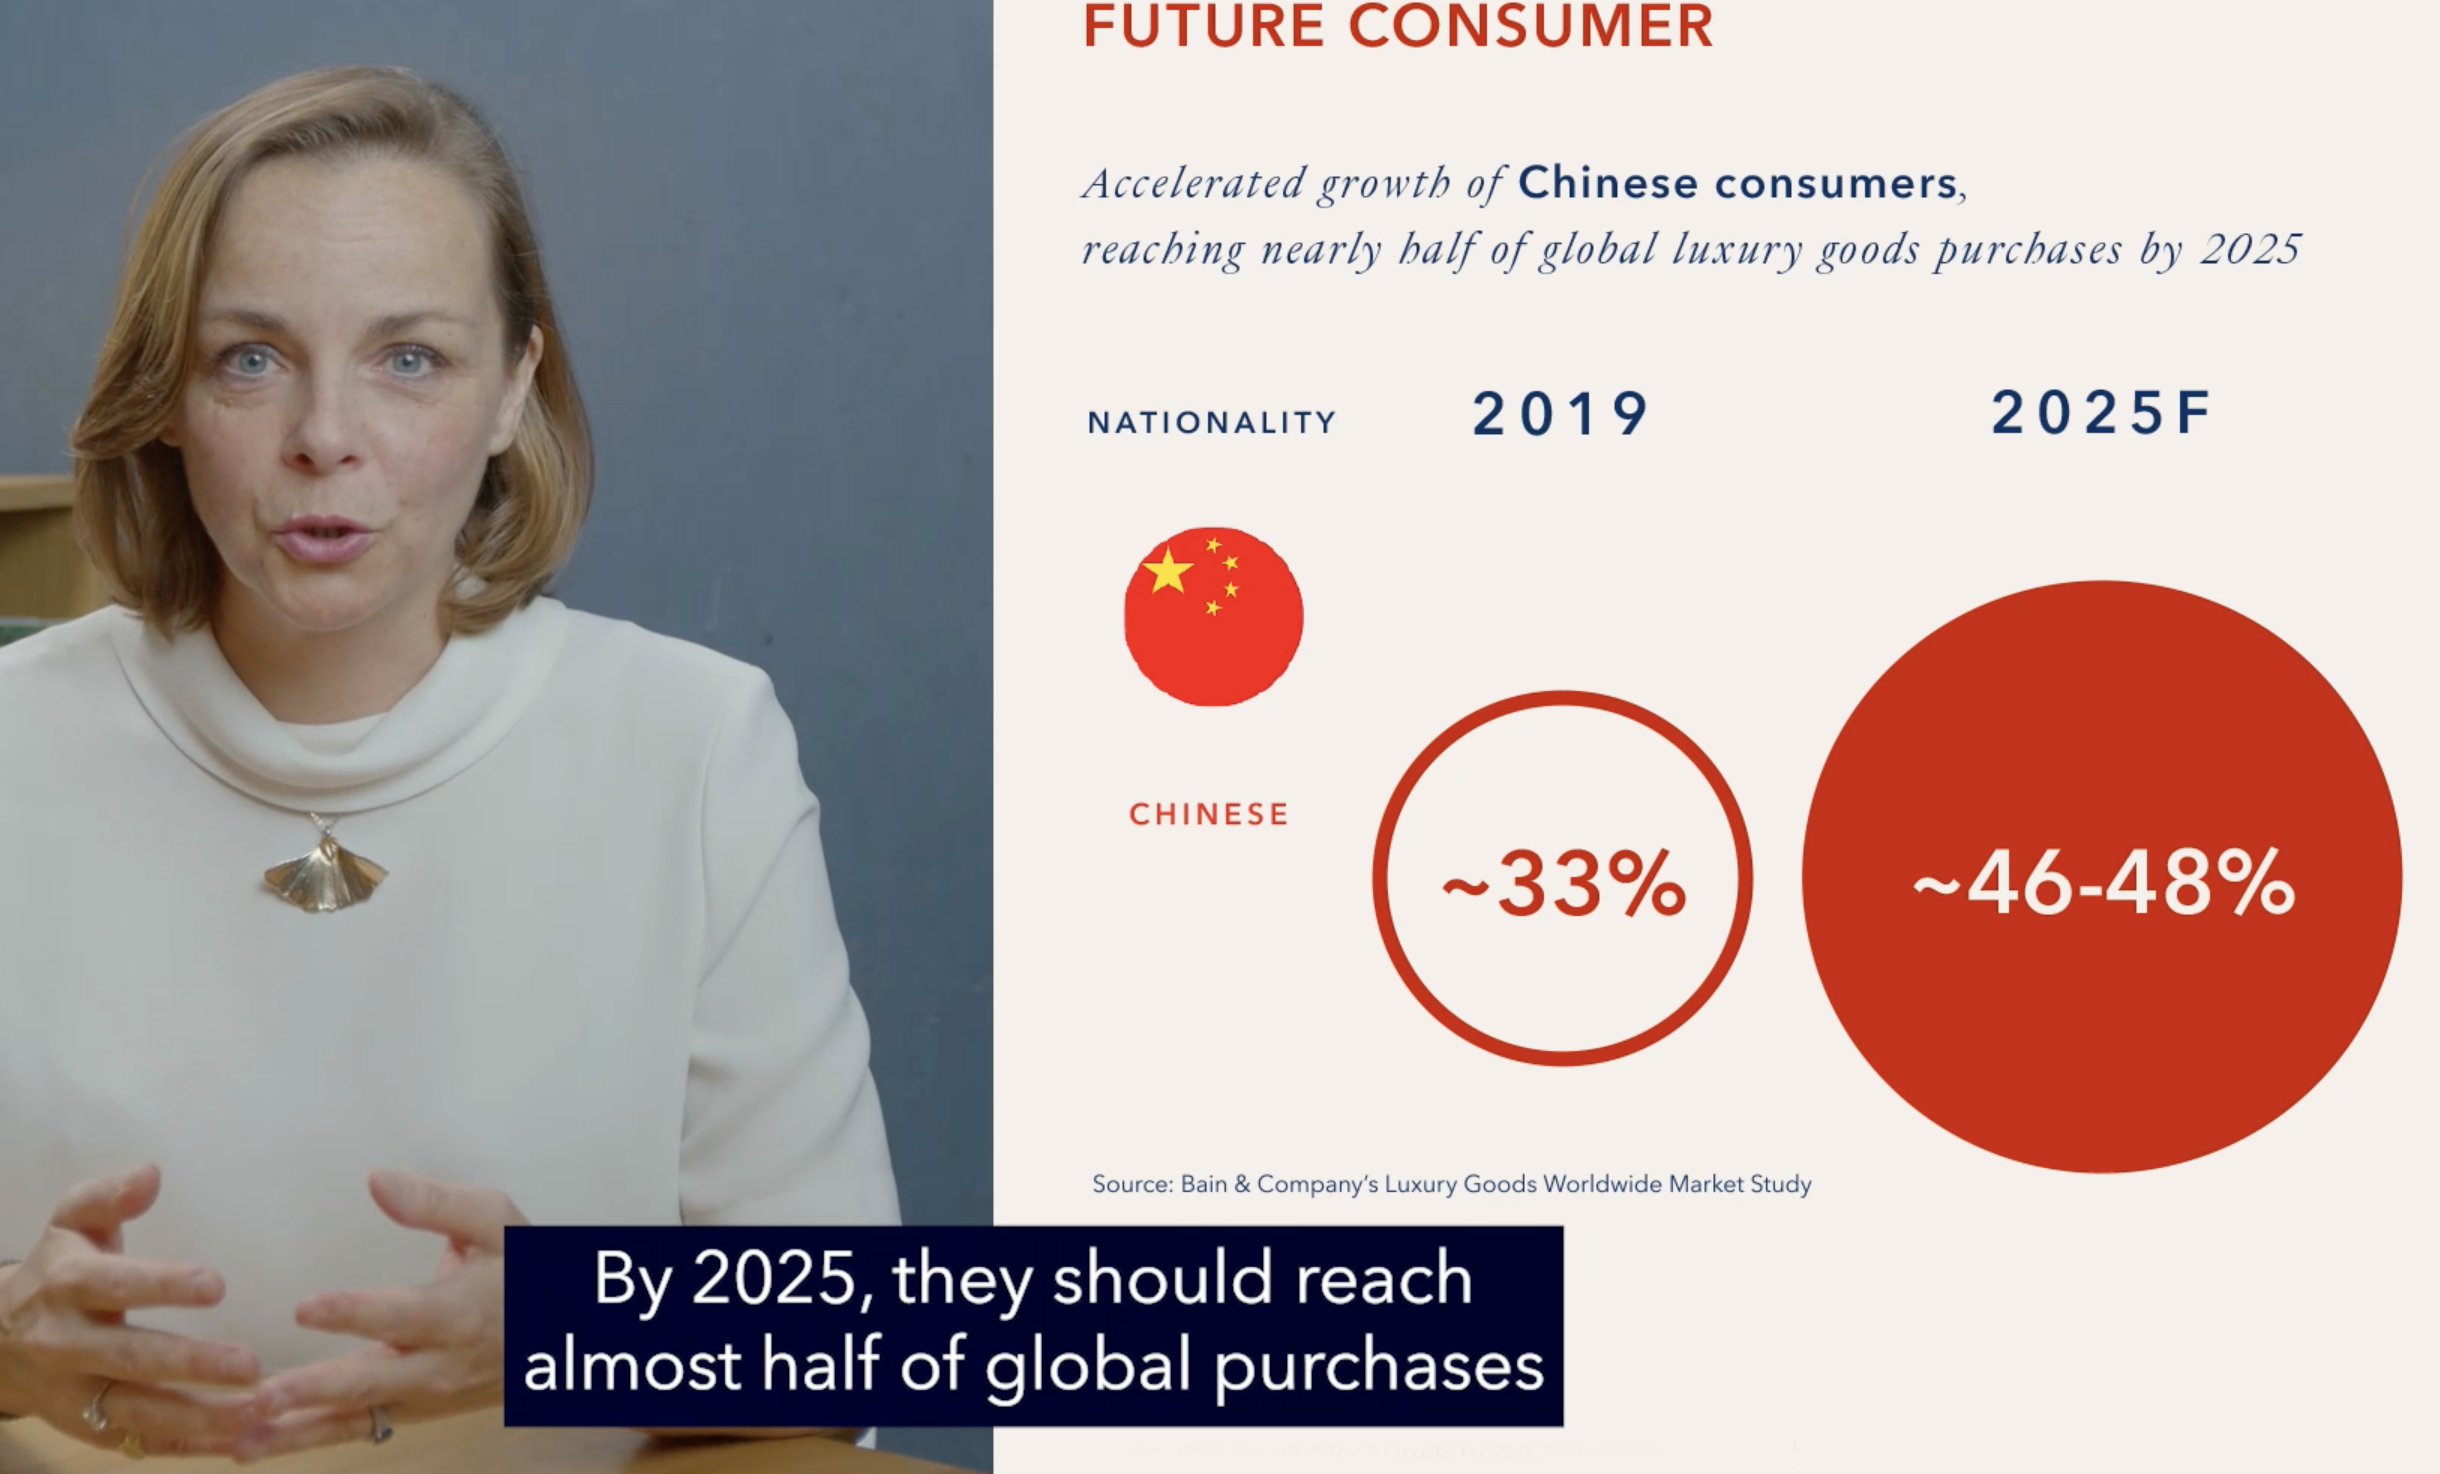 FUTURE CONSUMER
Accelerated growth of Chinese consumers,
reaching nearly half of global luxury goods purchases by 2025
NATIONALITY 2019 2025F
CHINESE
~33% ~46-48%
Source: Bain & Company's Luxury Goods Worldwide Market Study
By 2025, they should reach
almost half of global purchases